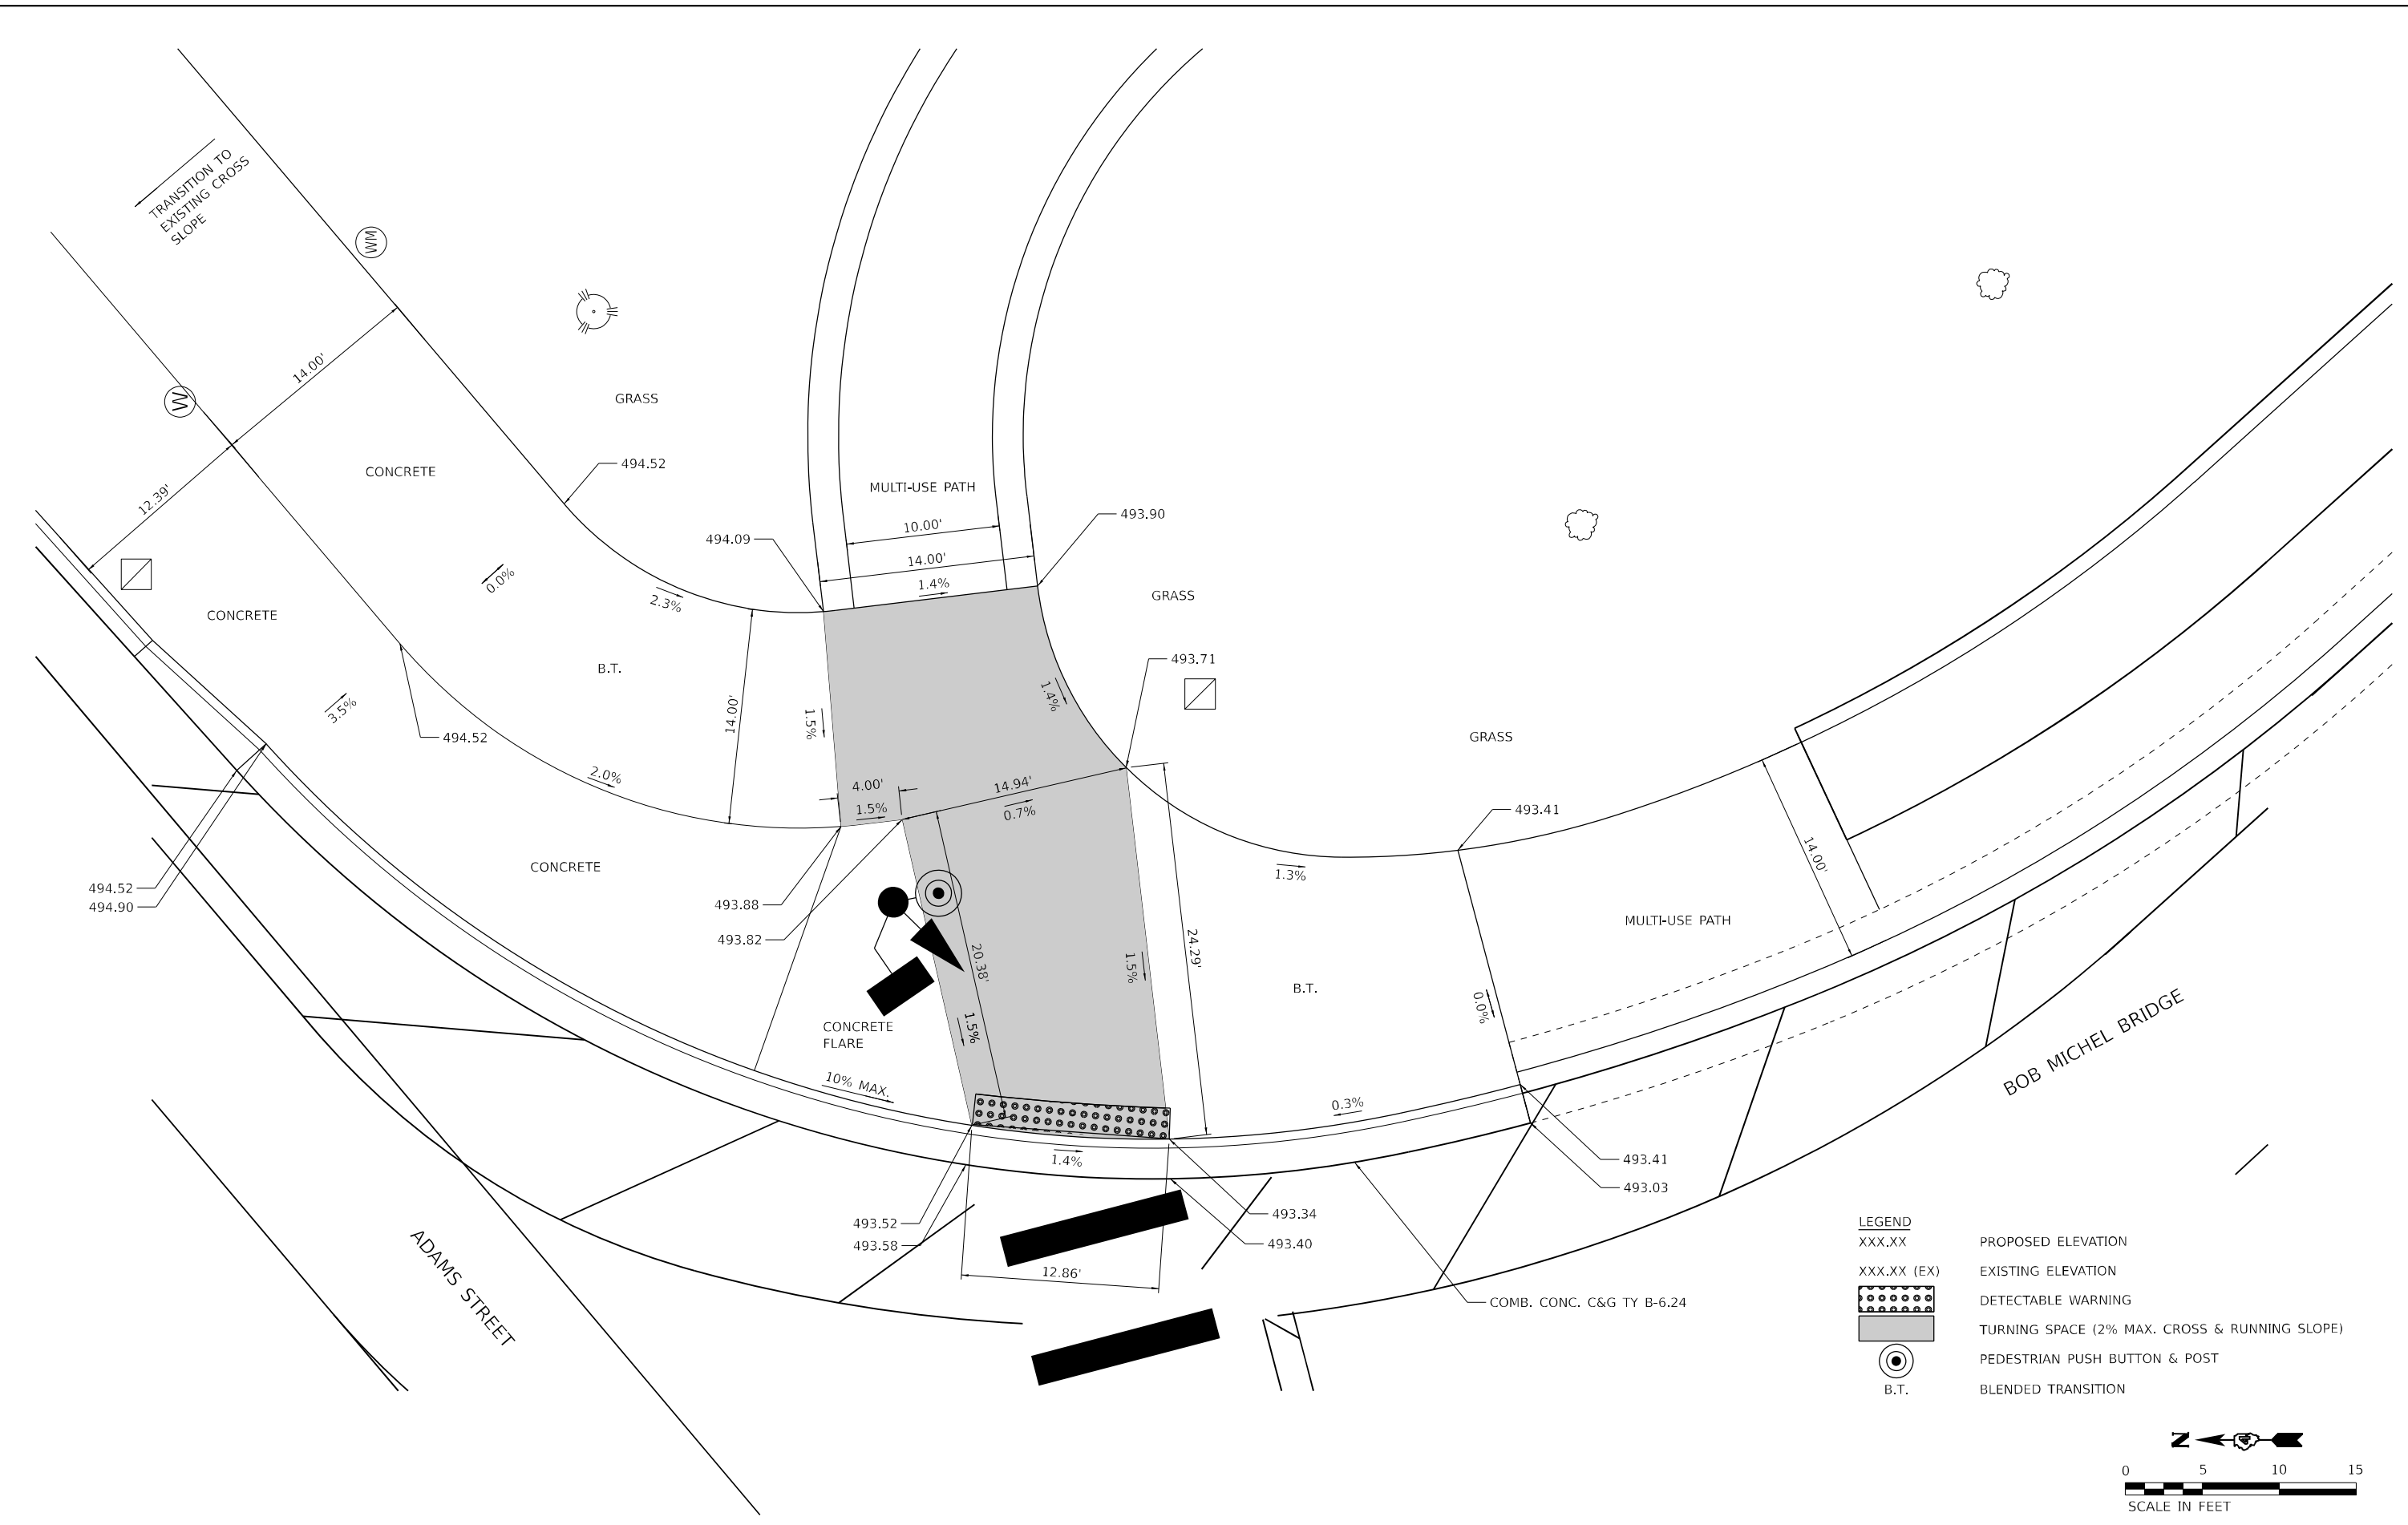 TRANSITION TO
EXISTING CROSS
SLOPE
WM
W
14.00'
12.39'
CONCRETE
CONCRETE
0.0%
3.5%
GRASS
494.52
2.3%
B.T.
494.52
2.0%
14.00'
494.09
MULTI-USE PATH
10.00'
14.00'
1.4%
493.90
GRASS
493.71
1.4%
1.5%
4.00'
1.5%
14.94'
0.7%
GRASS
493.41
1.3%
14.00'
MULTI-USE PATH
CONCRETE
494.52
494.90
493.88
493.82
20.38'
1.5%
1.5%
24.29'
B.T.
0.0%
CONCRETE
FLARE
10% MAX.
0.3%
1.4%
493.52
493.58
12.86'
493.34
493.40
493.41
493.03
COMB. CONC. C&G TY B-6.24
ADAMS STREET
BOB MICHEL BRIDGE
LEGEND
XXX.XX PROPOSED ELEVATION
XXX.XX (EX) EXISTING ELEVATION
DETECTABLE WARNING
TURNING SPACE (2% MAX. CROSS & RUNNING SLOPE)
PEDESTRIAN PUSH BUTTON & POST
B.T. BLENDED TRANSITION
N
0 5 10 15
SCALE IN FEET